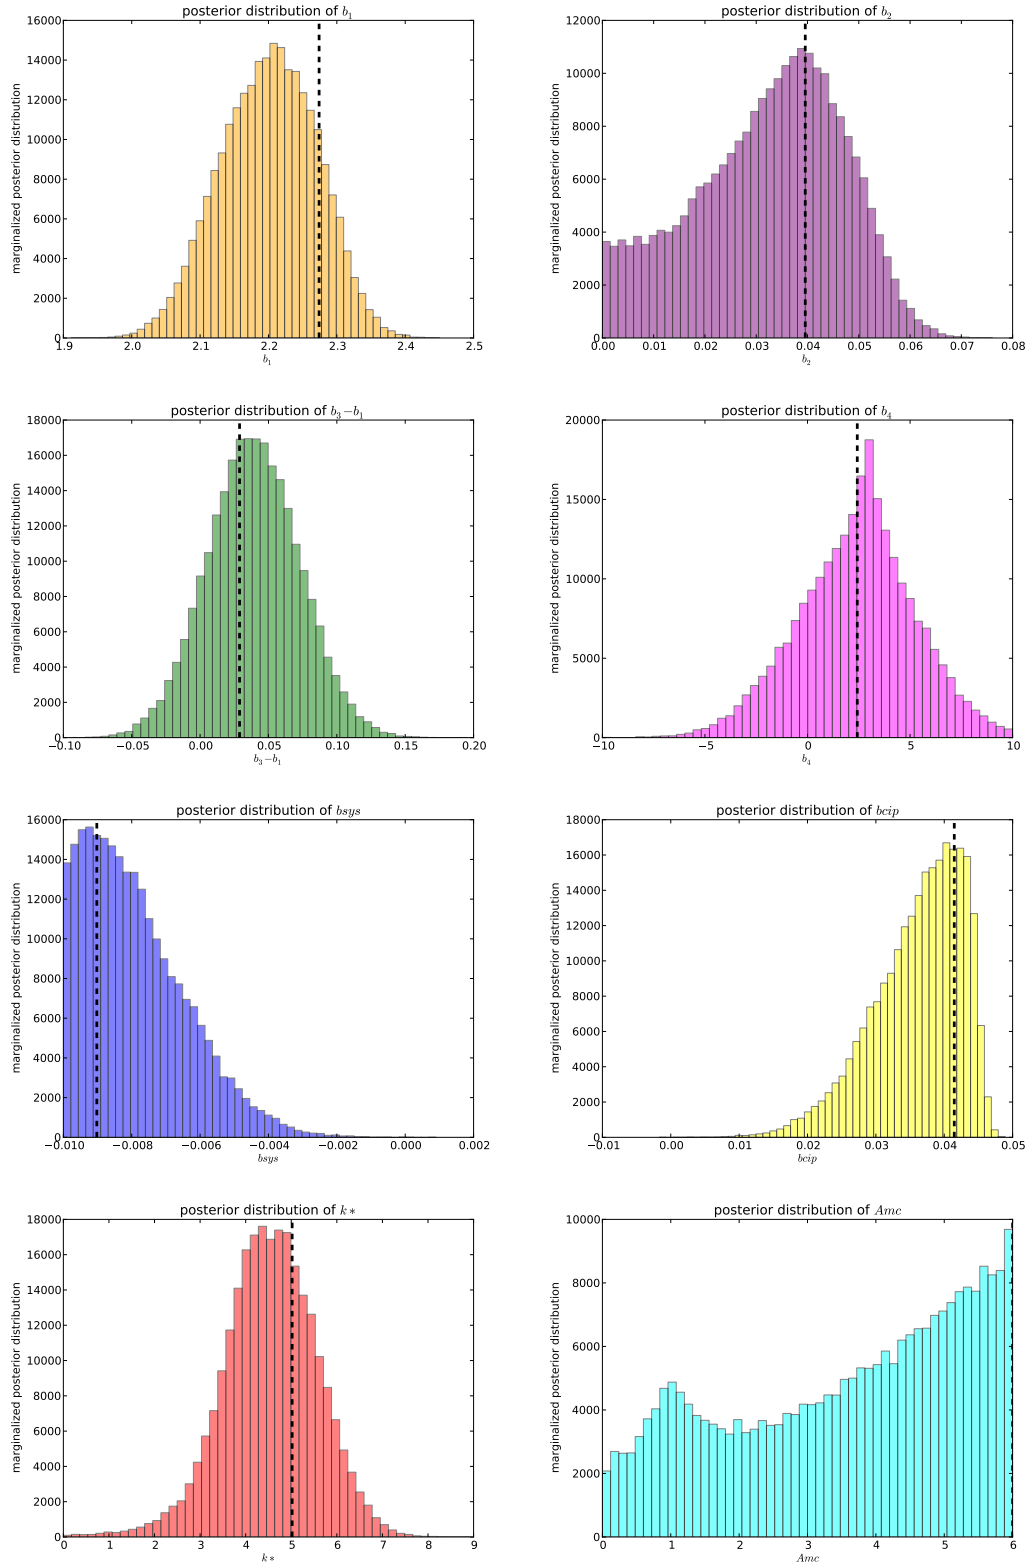 posterior distribution of b1
marginalized posterior distribution
16000
14000
12000
10000
8000
6000
4000
2000
0
1.9 2.0 2.1 2.2 2.3 2.4 2.5
b1
posterior distribution of b2
marginalized posterior distribution
12000
10000
8000
6000
4000
2000
0
0.00 0.01 0.02 0.03 0.04 0.05 0.06 0.07 0.08
b2
posterior distribution of b3−b1
marginalized posterior distribution
18000
16000
14000
12000
10000
8000
6000
4000
2000
0
−0.10 −0.05 0.00 0.05 0.10 0.15 0.20
b3−b1
posterior distribution of b4
marginalized posterior distribution
20000
15000
10000
5000
0
−10 −5 0 5 10
b4
posterior distribution of bsys
marginalized posterior distribution
16000
14000
12000
10000
8000
6000
4000
2000
0
−0.010 −0.008 −0.006 −0.004 −0.002 0.000 0.002
bsys
posterior distribution of bcip
marginalized posterior distribution
18000
16000
14000
12000
10000
8000
6000
4000
2000
0
−0.01 0.00 0.01 0.02 0.03 0.04 0.05
bcip
posterior distribution of k∗
marginalized posterior distribution
18000
16000
14000
12000
10000
8000
6000
4000
2000
0
0 1 2 3 4 5 6 7 8 9
k∗
posterior distribution of Amc
marginalized posterior distribution
10000
8000
6000
4000
2000
0
0 1 2 3 4 5 6
Amc